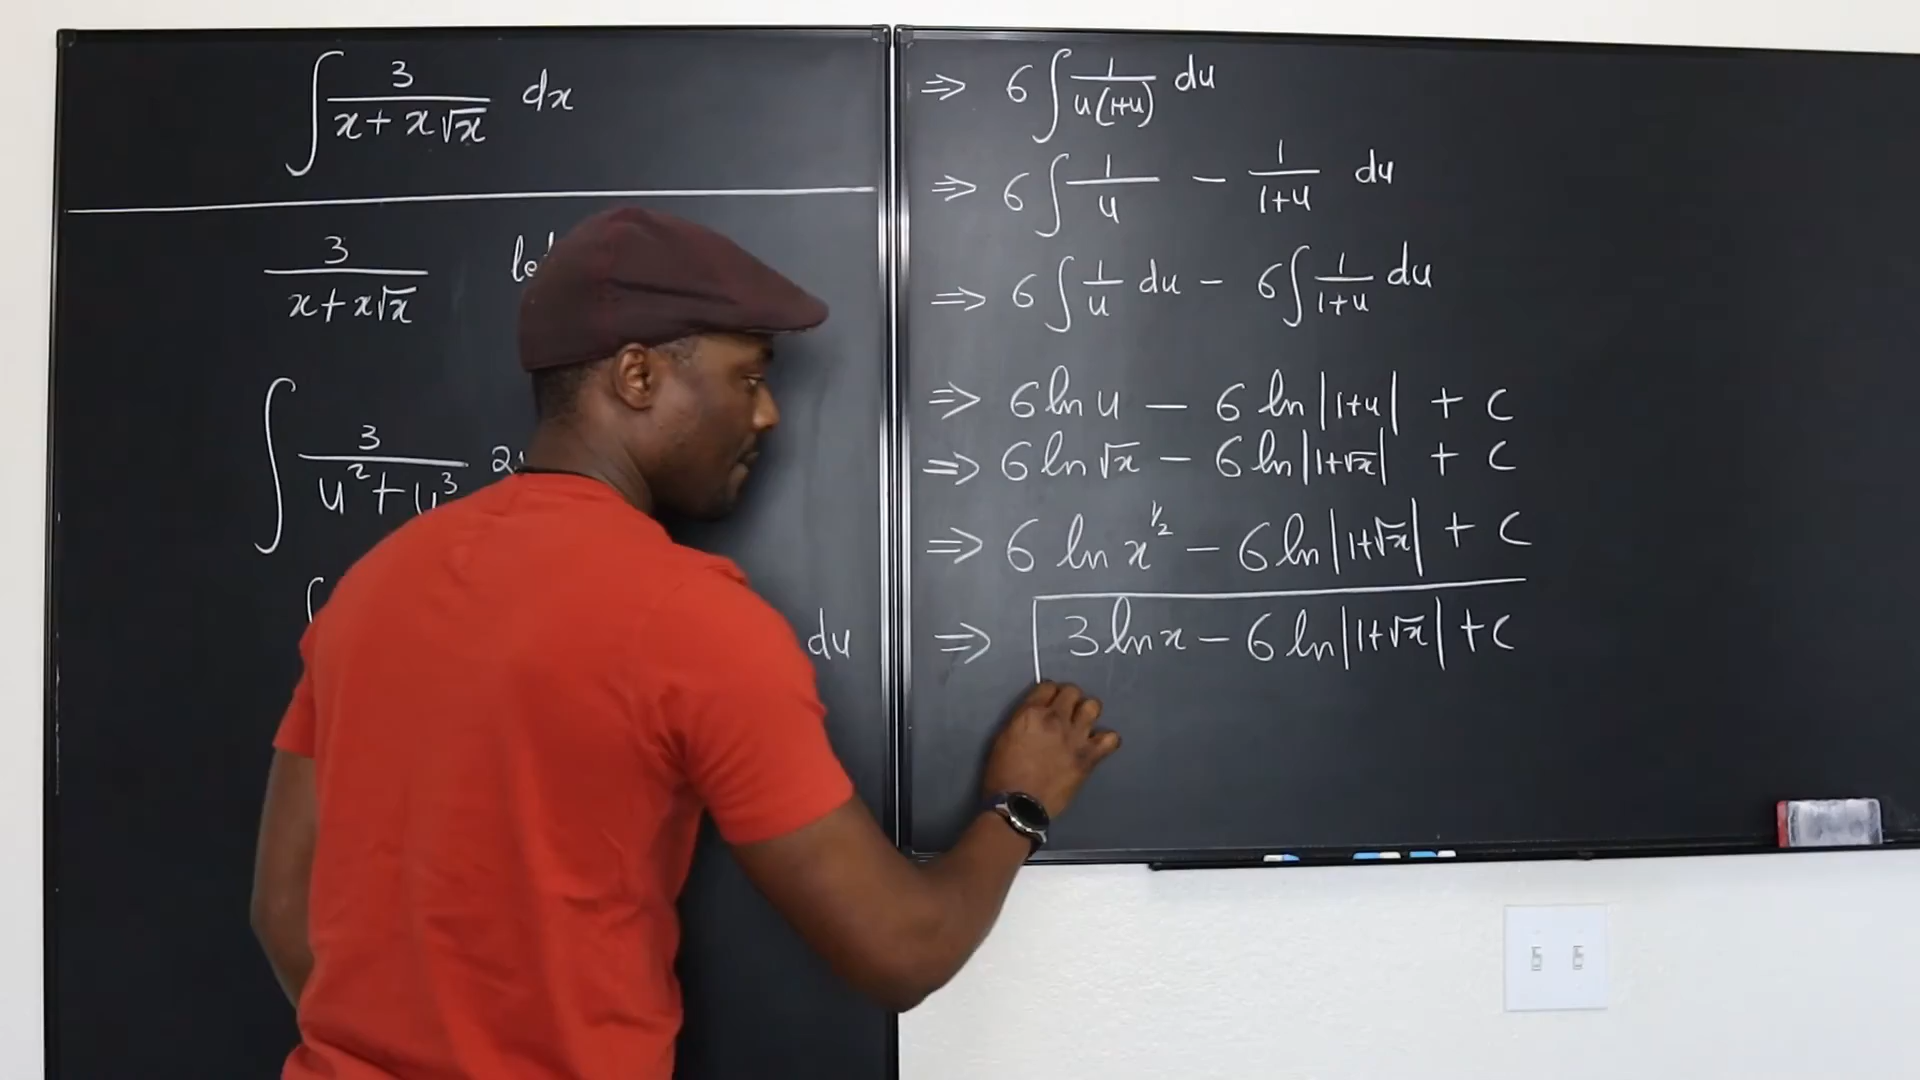 ∫ 3/(x + x√x) dx
3/(x + x√x)
∫ 3/(u² + u³) 2
∫ du
⇒ 6∫ 1/(u(1+u)) du
⇒ 6∫ 1/u − 1/(1+u) du
⇒ 6∫ 1/u du − 6∫ 1/(1+u) du
⇒ 6 ln u − 6 ln|1+u| + C
⇒ 6 ln √x − 6 ln|1+√x| + C
⇒ 6 ln x^(1/2) − 6 ln|1+√x| + C
⇒ 3 ln x − 6 ln|1+√x| + C